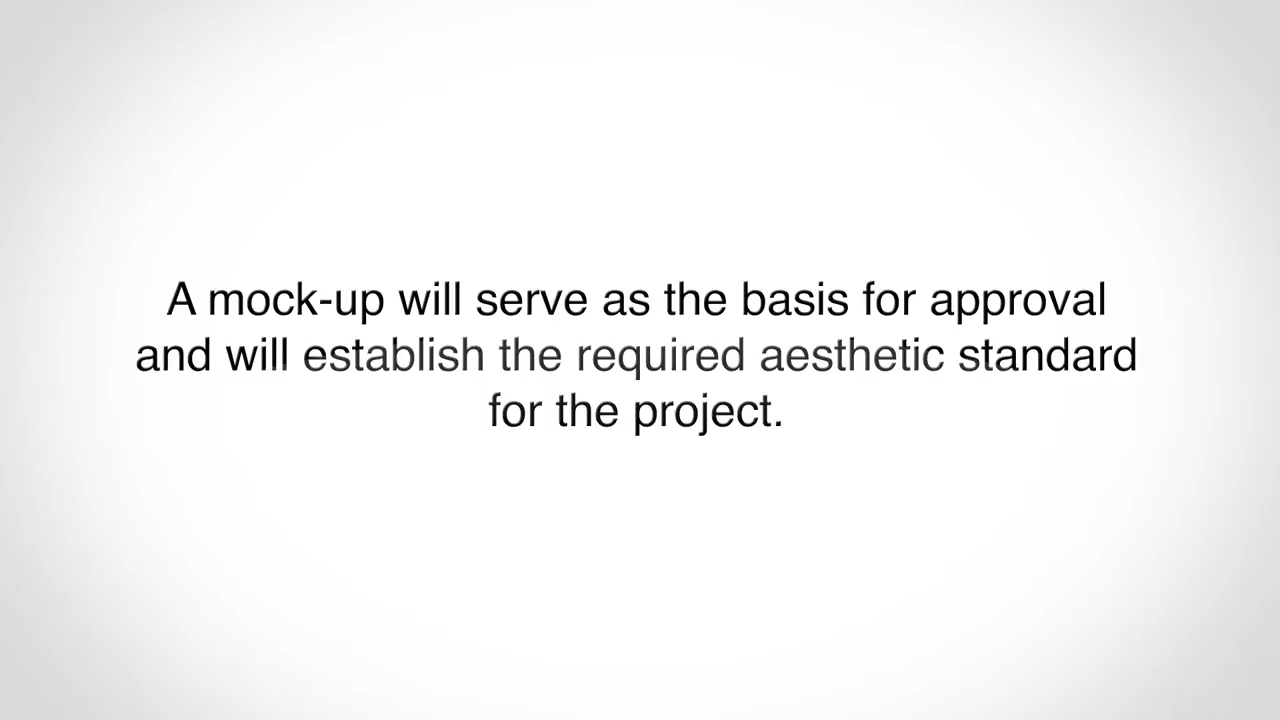 A mock-up will serve as the basis for approval
and will establish the required aesthetic standard
for the project.